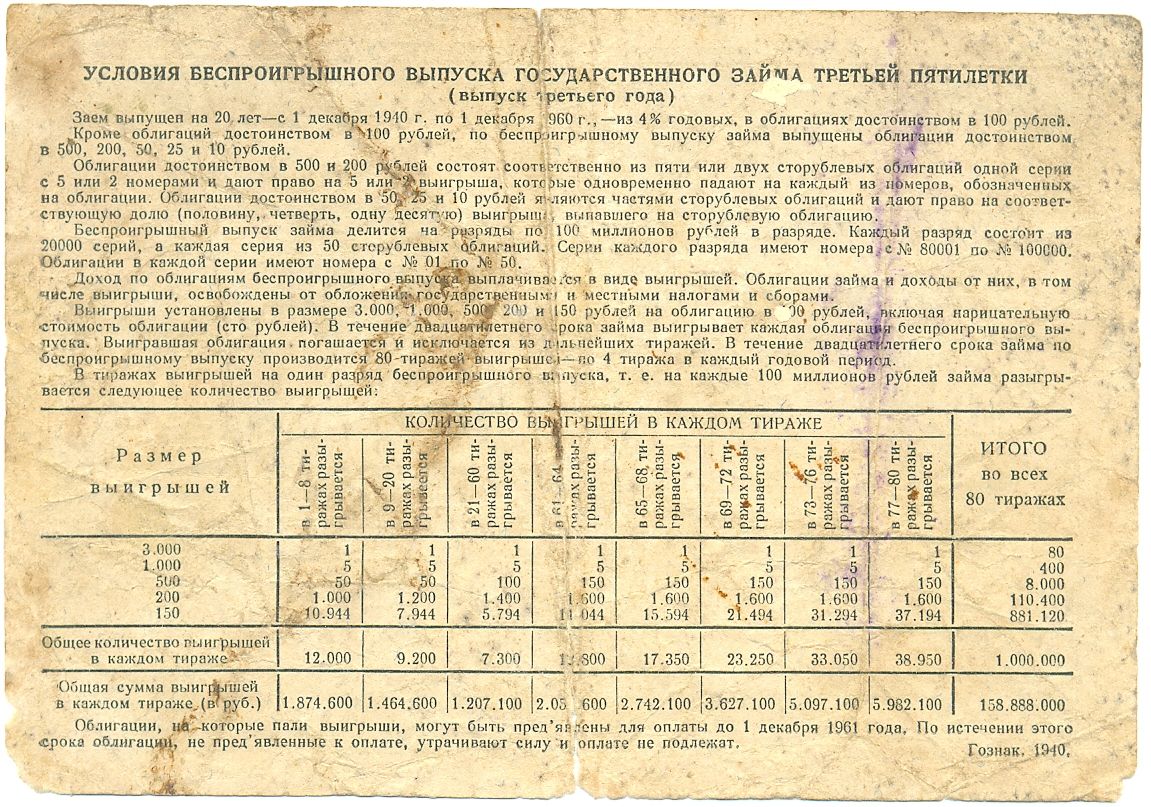 УСЛОВИЯ БЕСПРОИГРЫШНОГО ВЫПУСКА ГОСУДАРСТВЕННОГО ЗАЙМА ТРЕТЬЕЙ ПЯТИЛЕТКИ
(выпуск третьего года)
Заем выпущен на 20 лет—с 1 декабря 1940 г. по 1 декабря 1960 г.,—из 4% годовых, в облигациях достоинством в 100 рублей.
Кроме облигаций достоинством в 100 рублей, по беспроигрышному выпуску займа выпущены облигации достоинством
в 500, 200, 50, 25 и 10 рублей.
Облигации достоинством в 500 и 200 рублей состоят соответственно из пяти или двух сторублевых облигаций одной серии
с 5 или 2 номерами и дают право на 5 или 2 выигрыша, которые одновременно падают на каждый из номеров, обозначенных
на облигации. Облигации достоинством в 50, 25 и 10 рублей являются частями сторублевых облигаций и дают право на соответ-
ствующую долю (половину, четверть, одну десятую) выигрыша, выпавшего на сторублевую облигацию.
Беспроигрышный выпуск займа делится на разряды по 100 миллионов рублей в разряде. Каждый разряд состоит из
20000 серий, а каждая серия из 50 сторублевых облигаций. Серии каждого разряда имеют номера с № 80001 по № 100000.
Облигации в каждой серии имеют номера с № 01 по № 50.
Доход по облигациям беспроигрышного выпуска выплачивается в виде выигрышей. Облигации займа и доходы от них, в том
числе выигрыши, освобождены от обложения государственными и местными налогами и сборами.
Выигрыши установлены в размере 3.000, 1.000, 500, 200 и 150 рублей на облигацию в 100 рублей, включая нарицательную
стоимость облигации (сто рублей). В течение двадцатилетнего срока займа выигрывает каждая облигация беспроигрышного вы-
пуска. Выигравшая облигация погашается и исключается из дальнейших тиражей. В течение двадцатилетнего срока займа по
беспроигрышному выпуску производится 80 тиражей выигрышей—по 4 тиража в каждый годовой период.
В тиражах выигрышей на один разряд беспроигрышного выпуска, т. е. на каждые 100 миллионов рублей займа разыгры-
вается следующее количество выигрышей:
КОЛИЧЕСТВО ВЫИГРЫШЕЙ В КАЖДОМ ТИРАЖЕ
Размер
выигрышей
в 1—8 ти-
ражах разы-
грывается
в 9—20 ти-
ражах разы-
грывается
в 21—60 ти-
ражах разы-
грывается
в 61—64 ти-
ражах разы-
грывается
в 65—68 ти-
ражах разы-
грывается
в 69—72 ти-
ражах разы-
грывается
в 73—76 ти-
ражах разы-
грывается
в 77—80 ти-
ражах разы-
грывается
ИТОГО
во всех
80 тиражах
3.000 1 1 1 1 1 1 1 1 80
1.000 5 5 5 5 5 5 5 5 400
500 50 50 100 150 150 150 150 150 8.000
200 1.000 1.200 1.400 1.600 1.600 1.600 1.600 1.600 110.400
150 10.944 7.944 5.794 11.044 15.594 21.494 31.294 37.194 881.120
Общее количество выигрышей
в каждом тираже 12.000 9.200 7.300 12.800 17.350 23.250 33.050 38.950 1.000.000
Общая сумма выигрышей
в каждом тираже (в руб.) 1.874.600 1.464.600 1.207.100 2.742.100 3.627.100 5.097.100 5.982.100 158.888.000
Облигации, на которые пали выигрыши, могут быть пред'явлены для оплаты до 1 декабря 1961 года. По истечении этого
срока облигации, не пред'явленные к оплате, утрачивают силу и оплате не подлежат.
Гознак. 1940.